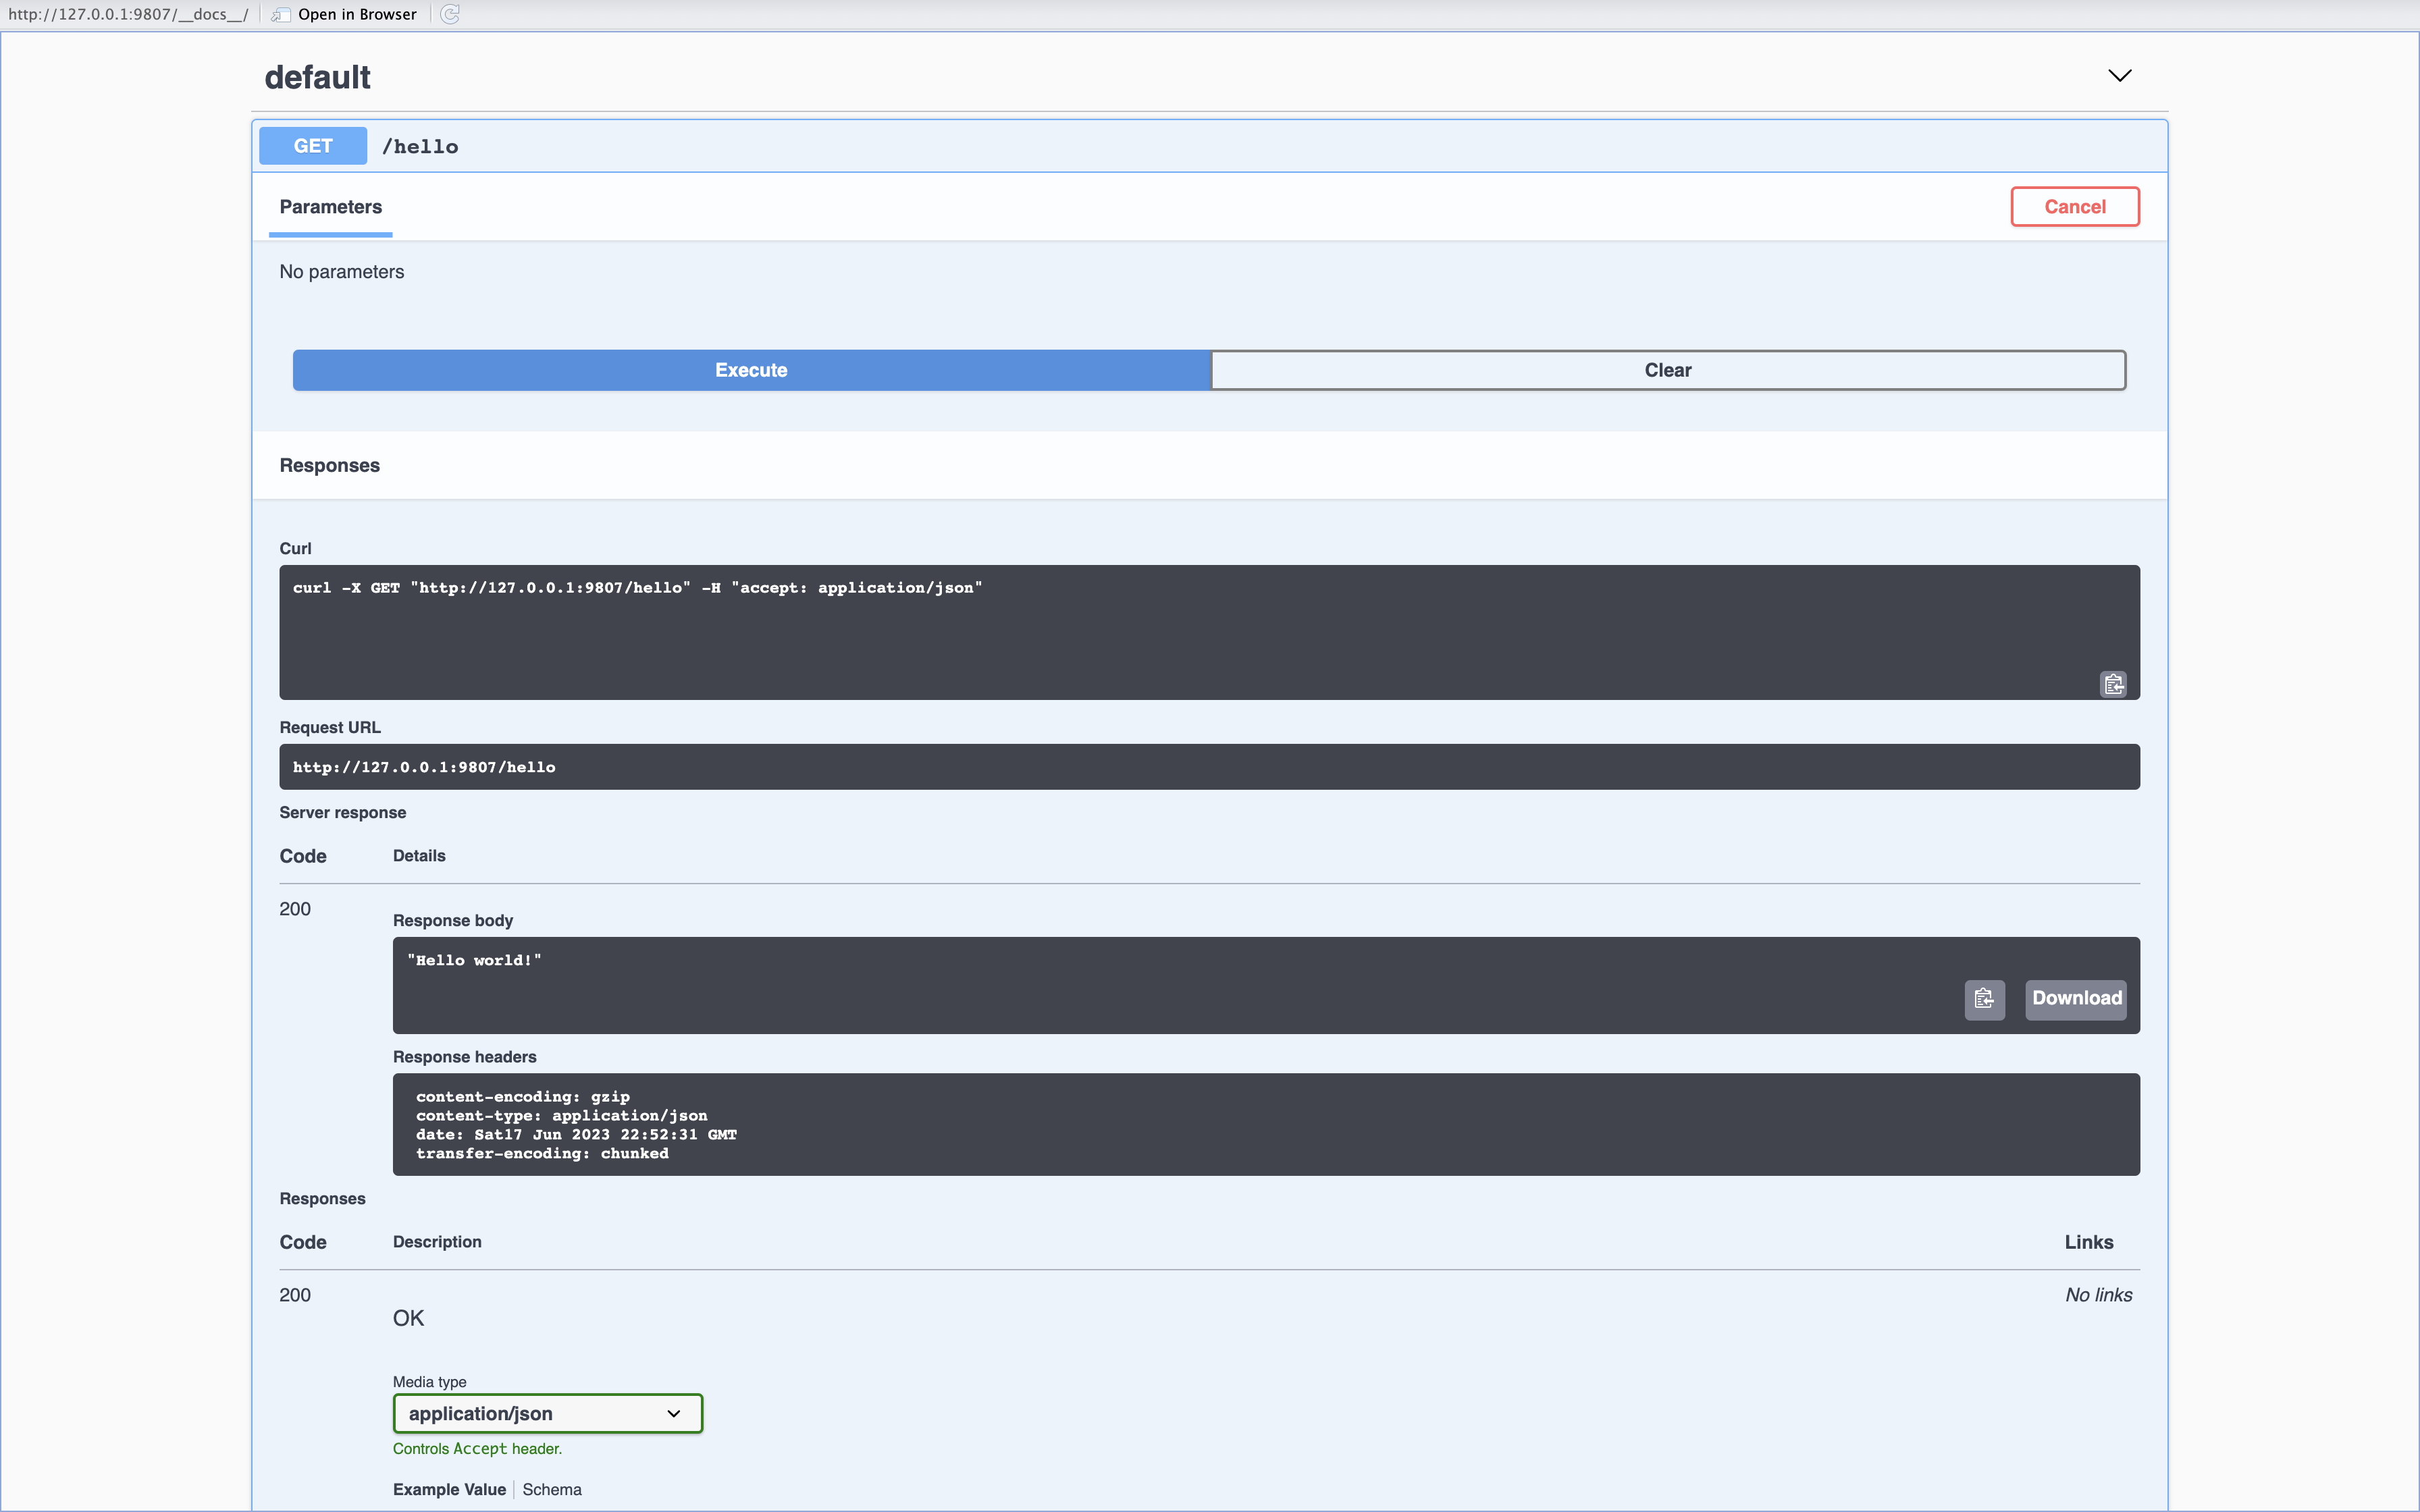 http://127.0.0.1:9807/__docs__/ Open in Browser
default
GET /hello
Parameters Cancel
No parameters
Execute Clear
Responses
Curl
curl -X GET "http://127.0.0.1:9807/hello" -H "accept: application/json"
Request URL
http://127.0.0.1:9807/hello
Server response
Code Details
200
Response body
"Hello world!"
Download
Response headers
content-encoding: gzip
content-type: application/json
date: Sat17 Jun 2023 22:52:31 GMT
transfer-encoding: chunked
Responses
Code Description Links
200 No links
OK
Media type
application/json
Controls Accept header.
Example Value Schema